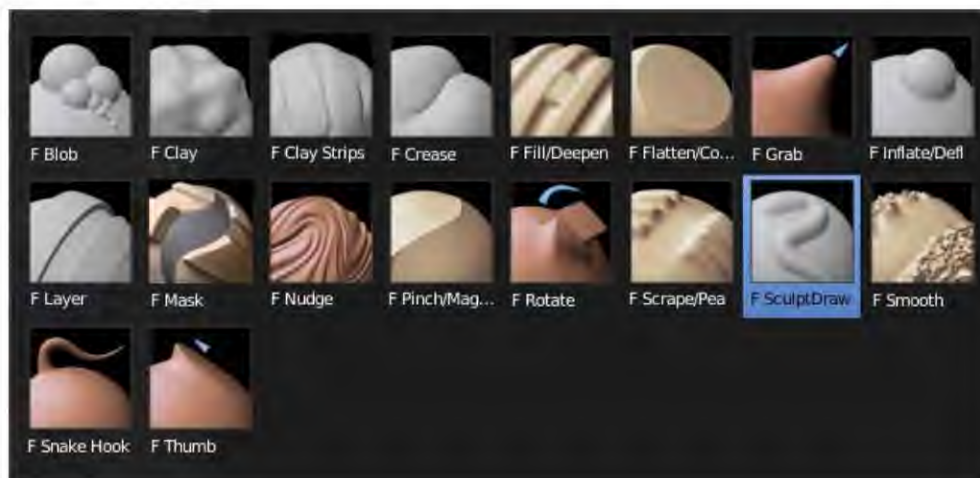 F Blob
F Clay
F Clay Strips
F Crease
F Fill/Deepen
F Flatten/Co...
F Grab
F Inflate/Defl
F Layer
F Mask
F Nudge
F Pinch/Mag...
F Rotate
F Scrape/Pea
F SculptDraw
F Smooth
F Snake Hook
F Thumb